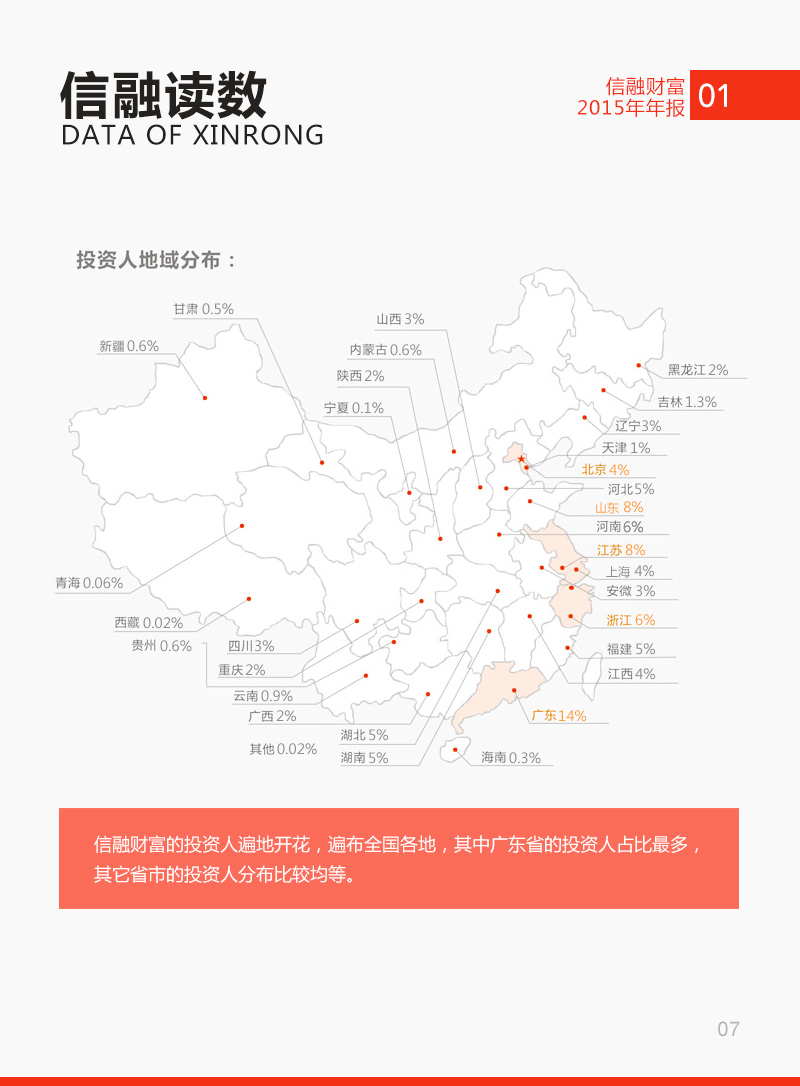 信融读数
DATA OF XINRONG
信融财富
2015年年报
01
投资人地域分布：
甘肃 0.5%
新疆 0.6%
山西 3%
内蒙古 0.6%
陕西 2%
宁夏 0.1%
黑龙江 2%
吉林 1.3%
辽宁3%
天津 1%
北京 4%
河北5%
山东 8%
河南6%
江苏 8%
上海 4%
安微 3%
浙江 6%
福建 5%
江西 4%
广东14%
青海 0.06%
西藏 0.02%
贵州 0.6%
四川3%
重庆2%
云南 0.9%
广西 2%
湖北 5%
其他 0.02%
湖南 5%
海南 0.3%
信融财富的投资人遍地开花，遍布全国各地，其中广东省的投资人占比最多，
其它省市的投资人分布比较均等。
07